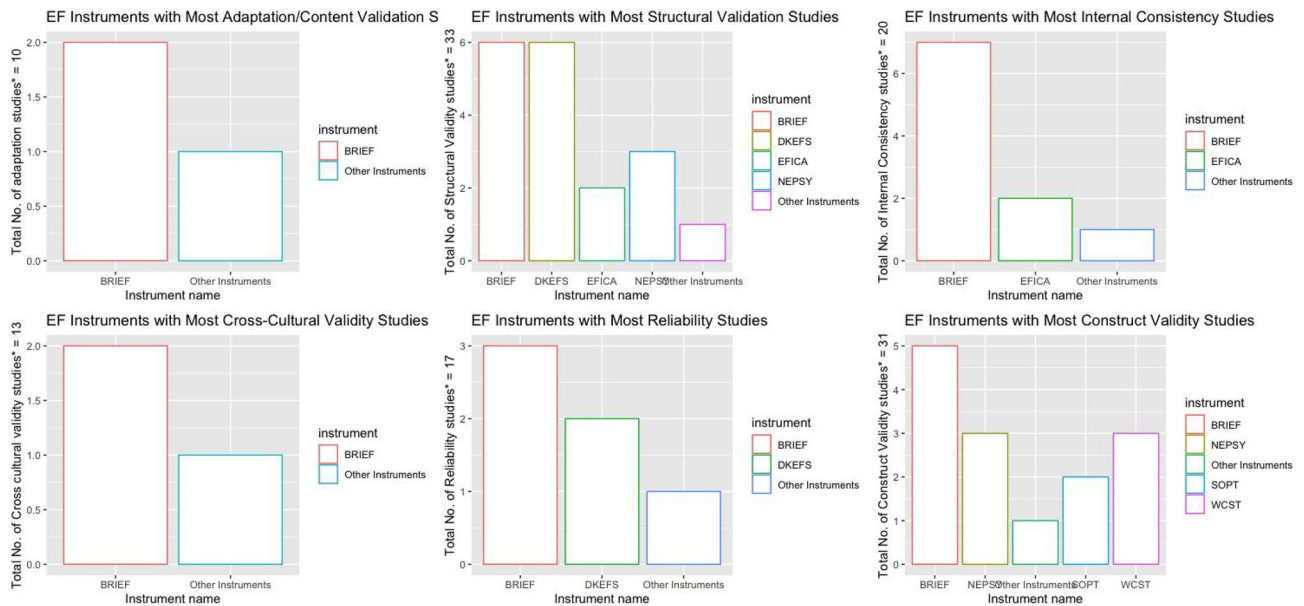 EF Instruments with Most Adaptation/Content Validation S
Total No. of adaptation studies* = 10
2.0
1.5
1.0
0.5
0.0
BRIEF
Other Instruments
Instrument name
instrument
BRIEF
Other Instruments
EF Instruments with Most Structural Validation Studies
Total No. of Structural Validity studies* = 33
6
4
2
0
BRIEF
DKEFS
EFICA
NEPSY
Other Instruments
Instrument name
instrument
BRIEF
DKEFS
EFICA
NEPSY
Other Instruments
EF Instruments with Most Internal Consistency Studies
Total No. of Internal Consistency studies* = 20
6
4
2
0
BRIEF
EFICA
Other Instruments
Instrument name
instrument
BRIEF
EFICA
Other Instruments
EF Instruments with Most Cross-Cultural Validity Studies
Total No. of Cross cultural validity studies* = 13
2.0
1.5
1.0
0.5
0.0
BRIEF
Other Instruments
Instrument name
instrument
BRIEF
Other Instruments
EF Instruments with Most Reliability Studies
Total No. of Reliability studies* = 17
3
2
1
0
BRIEF
DKEFS
Other Instruments
Instrument name
instrument
BRIEF
DKEFS
Other Instruments
EF Instruments with Most Construct Validity Studies
Total No. of Construct Validity studies* = 31
5
4
3
2
1
0
BRIEF
NEPSY
Other Instruments
SOPT
WCST
Instrument name
instrument
BRIEF
NEPSY
Other Instruments
SOPT
WCST